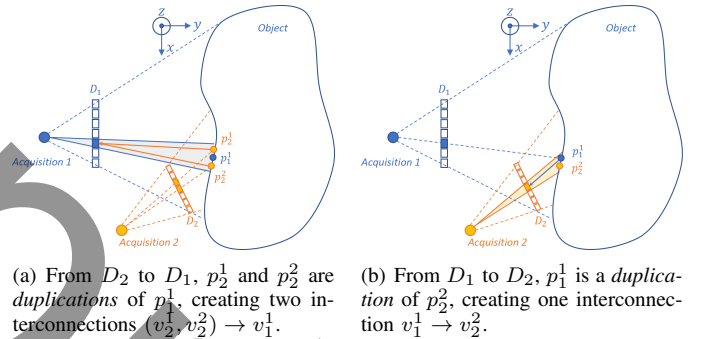 Z
y
x
Object
D₁
p₂¹
p₁¹
p₂²
Acquisition 1
D₂
Acquisition 2
(a) From D₂ to D₁, p₂¹ and p₂² are
duplications of p₁¹, creating two in-
terconnections (v₂¹, v₂²) → v₁¹.
Z
y
x
Object
D₁
p₁¹
p₂²
Acquisition 1
D₂
Acquisition 2
(b) From D₁ to D₂, p₁¹ is a duplica-
tion of p₂², creating one interconnec-
tion v₁¹ → v₂².